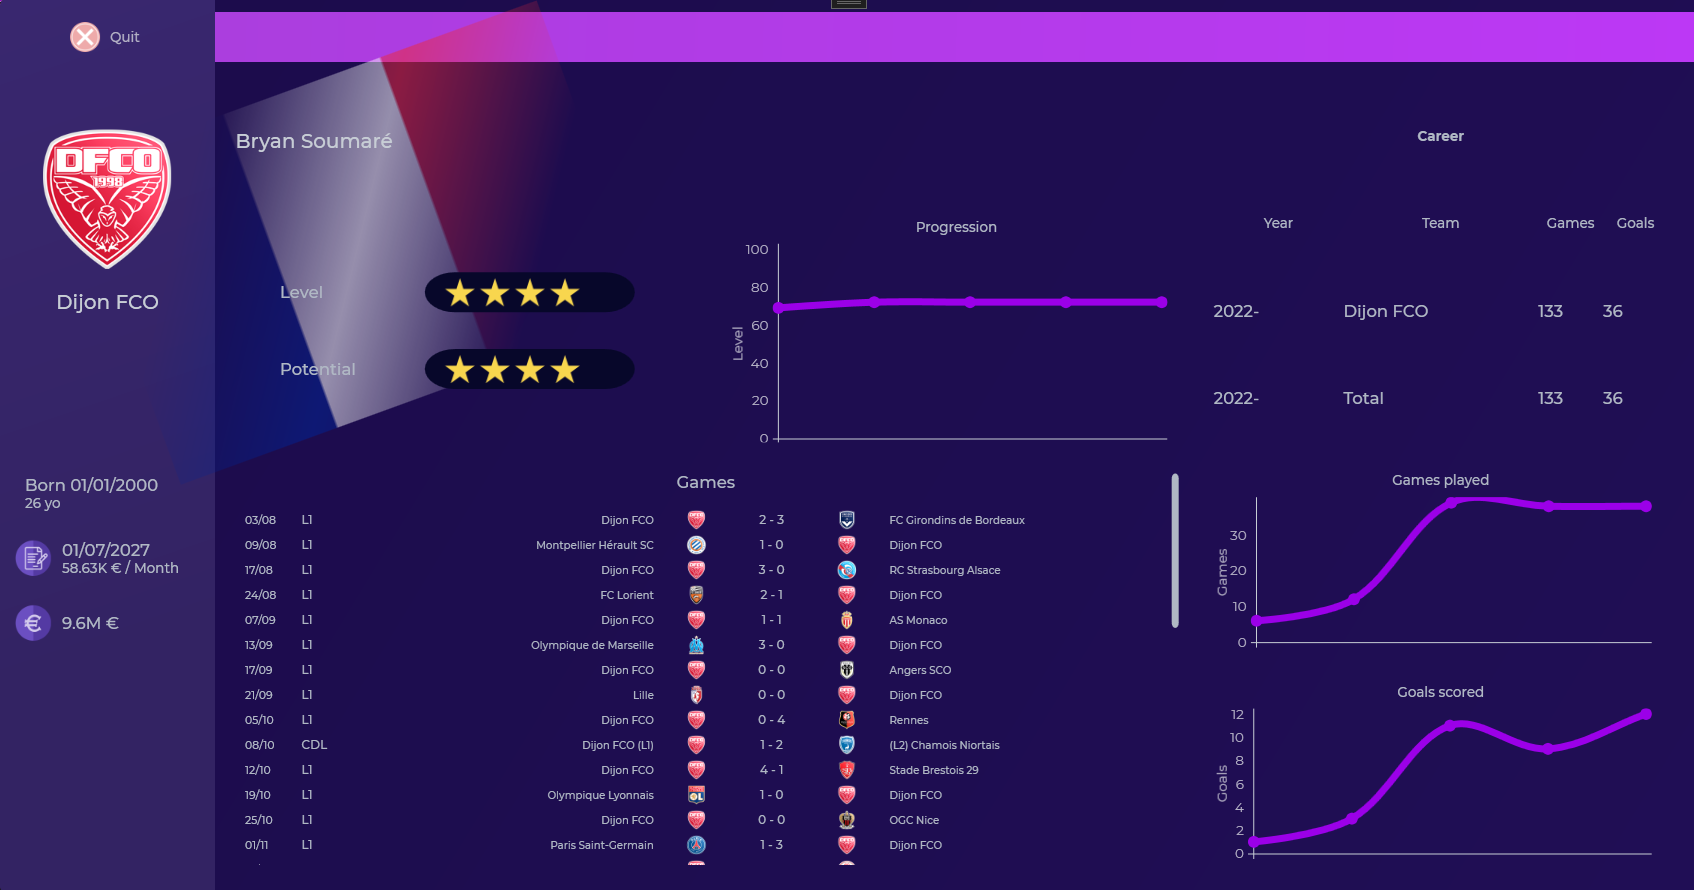 Quit
DFCO
1998
Dijon FCO
Born 01/01/2000
26 yo
01/07/2027
58.63K € / Month
9.6M €
Bryan Soumaré
Level
Potential
Progression
100
80
60
40
20
0
Level
Career
Year Team Games Goals
2022- Dijon FCO 133 36
2022- Total 133 36
Games
03/08 L1 Dijon FCO 2 - 3 FC Girondins de Bordeaux
09/08 L1 Montpellier Hérault SC 1 - 0 Dijon FCO
17/08 L1 Dijon FCO 3 - 0 RC Strasbourg Alsace
24/08 L1 FC Lorient 2 - 1 Dijon FCO
07/09 L1 Dijon FCO 1 - 1 AS Monaco
13/09 L1 Olympique de Marseille 3 - 0 Dijon FCO
17/09 L1 Dijon FCO 0 - 0 Angers SCO
21/09 L1 Lille 0 - 0 Dijon FCO
05/10 L1 Dijon FCO 0 - 4 Rennes
08/10 CDL Dijon FCO (L1) 1 - 2 (L2) Chamois Niortais
12/10 L1 Dijon FCO 4 - 1 Stade Brestois 29
19/10 L1 Olympique Lyonnais 1 - 0 Dijon FCO
25/10 L1 Dijon FCO 0 - 0 OGC Nice
01/11 L1 Paris Saint-Germain 1 - 3 Dijon FCO
Games played
30
20
10
0
Games
Goals scored
12
10
8
6
4
2
0
Goals